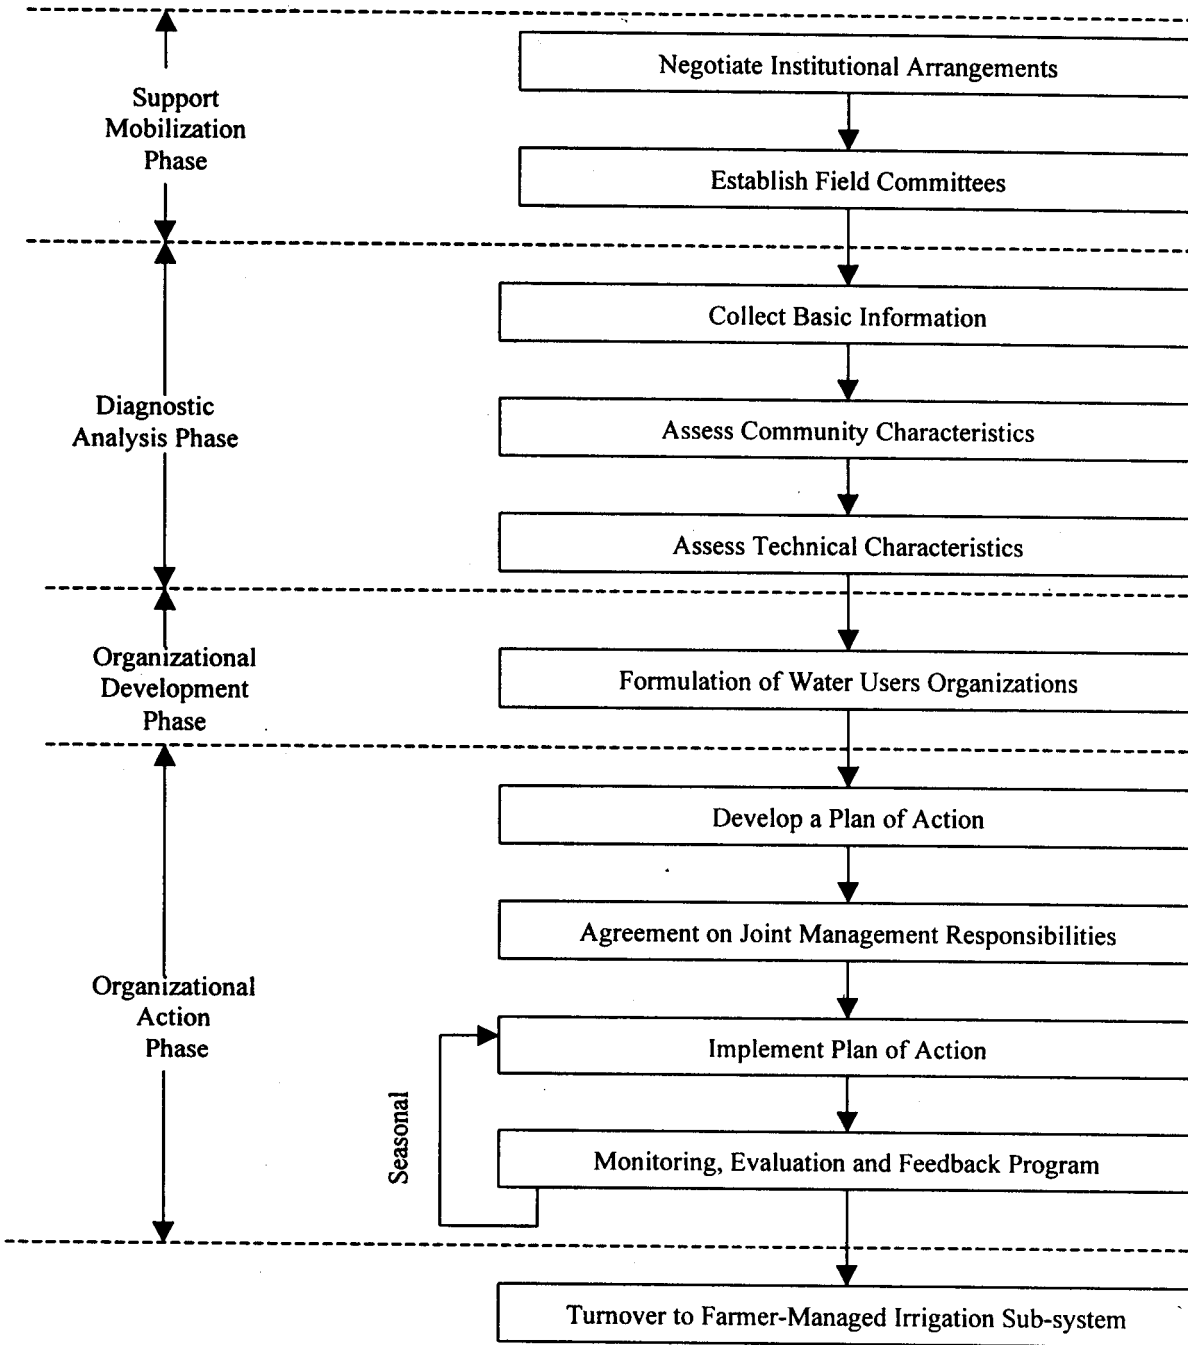 Negotiate Institutional Arrangements
Support
Mobilization
Phase
Establish Field Committees
Collect Basic Information
Diagnostic
Analysis Phase
Assess Community Characteristics
Assess Technical Characteristics
Organizational
Development
Phase
Formulation of Water Users Organizations
Develop a Plan of Action
Agreement on Joint Management Responsibilities
Organizational
Action
Phase
Implement Plan of Action
Seasonal
Monitoring, Evaluation and Feedback Program
Turnover to Farmer-Managed Irrigation Sub-system